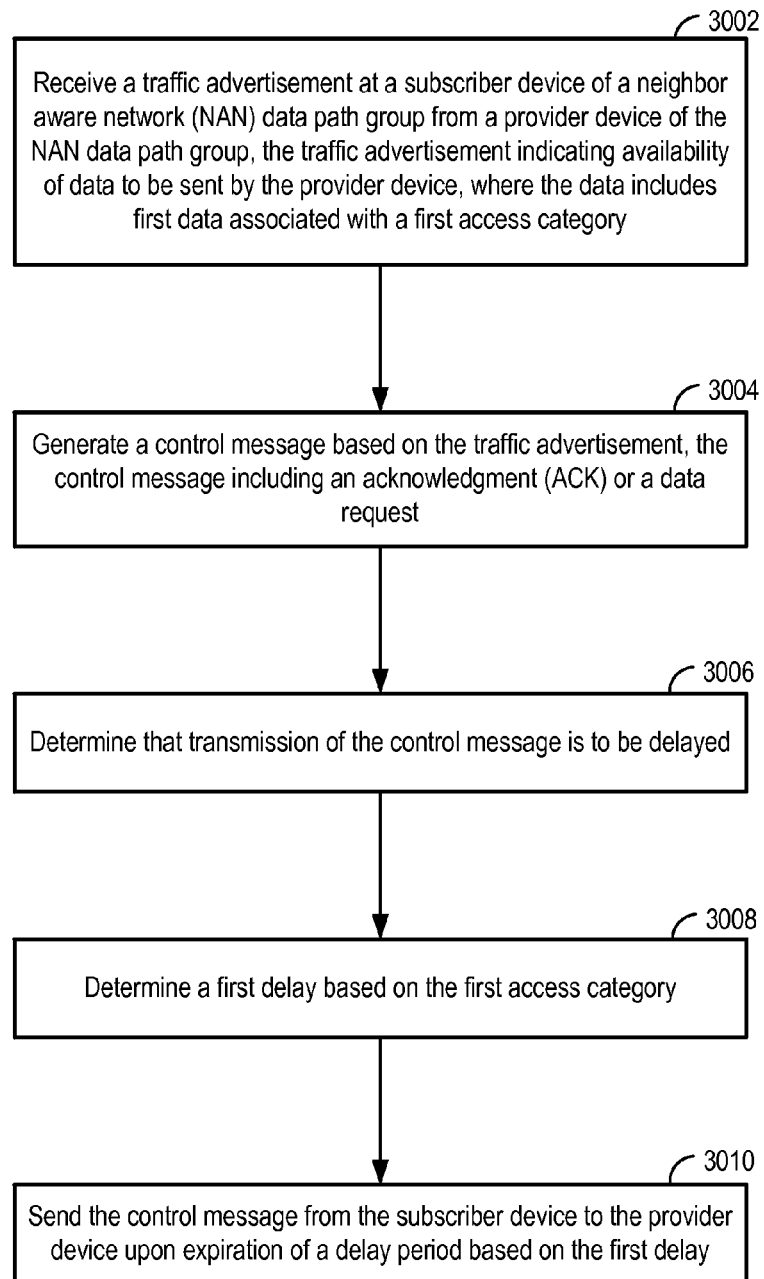 3002
Receive a traffic advertisement at a subscriber device of a neighbor
aware network (NAN) data path group from a provider device of the
NAN data path group, the traffic advertisement indicating availability
of data to be sent by the provider device, where the data includes
first data associated with a first access category
3004
Generate a control message based on the traffic advertisement, the
control message including an acknowledgment (ACK) or a data
request
3006
Determine that transmission of the control message is to be delayed
3008
Determine a first delay based on the first access category
3010
Send the control message from the subscriber device to the provider
device upon expiration of a delay period based on the first delay